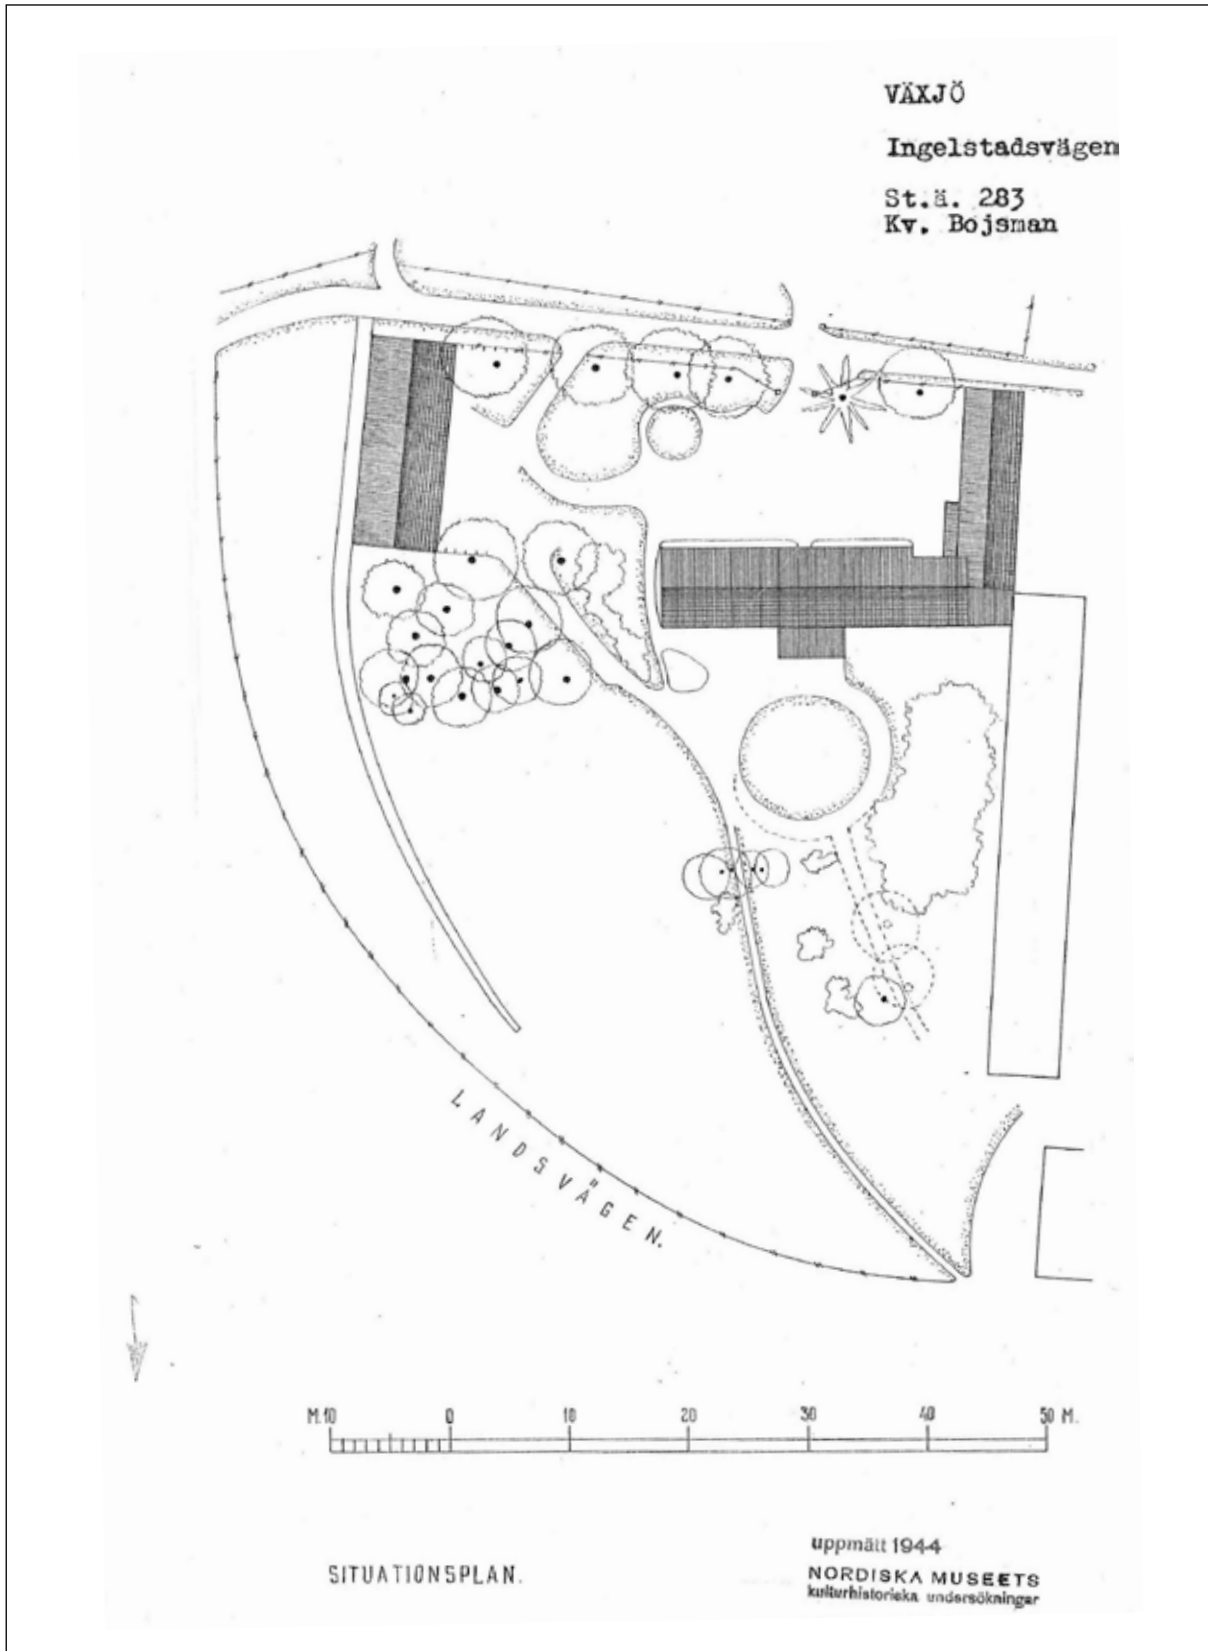 VÄXJÖ
Ingelstadsvägen
St.ä. 283
Kv. Bojsman
LANDSVÄGEN.
M.10 0 10 20 30 40 50 M.
SITUATIONSPLAN.
uppmätt 1944
NORDISKA MUSEETS
kulturhistoriska undersökningar